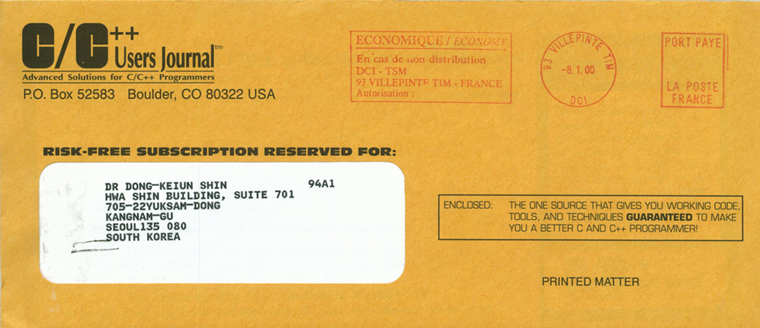 C/C++
Users Journal™
Advanced Solutions for C/C++ Programmers
P.O. Box 52583 Boulder, CO 80322 USA
ECONOMIQUE / ECONOMY
En cas de non distribution
DCI - TSM
93 VILLEPINTE TIM - FRANCE
Autorisation :
93 VILLEPINTE TIM
-8.1.00
DC1
PORT PAYE
LA POSTE
FRANCE
RISK-FREE SUBSCRIPTION RESERVED FOR:
DR DONG-KEIUN SHIN 94A1
HWA SHIN BUILDING, SUITE 701
705-22YUKSAM-DONG
KANGNAM-GU
SEOUL135 080
SOUTH KOREA
ENCLOSED: THE ONE SOURCE THAT GIVES YOU WORKING CODE,
TOOLS, AND TECHNIQUES GUARANTEED TO MAKE
YOU A BETTER C AND C++ PROGRAMMER!
PRINTED MATTER